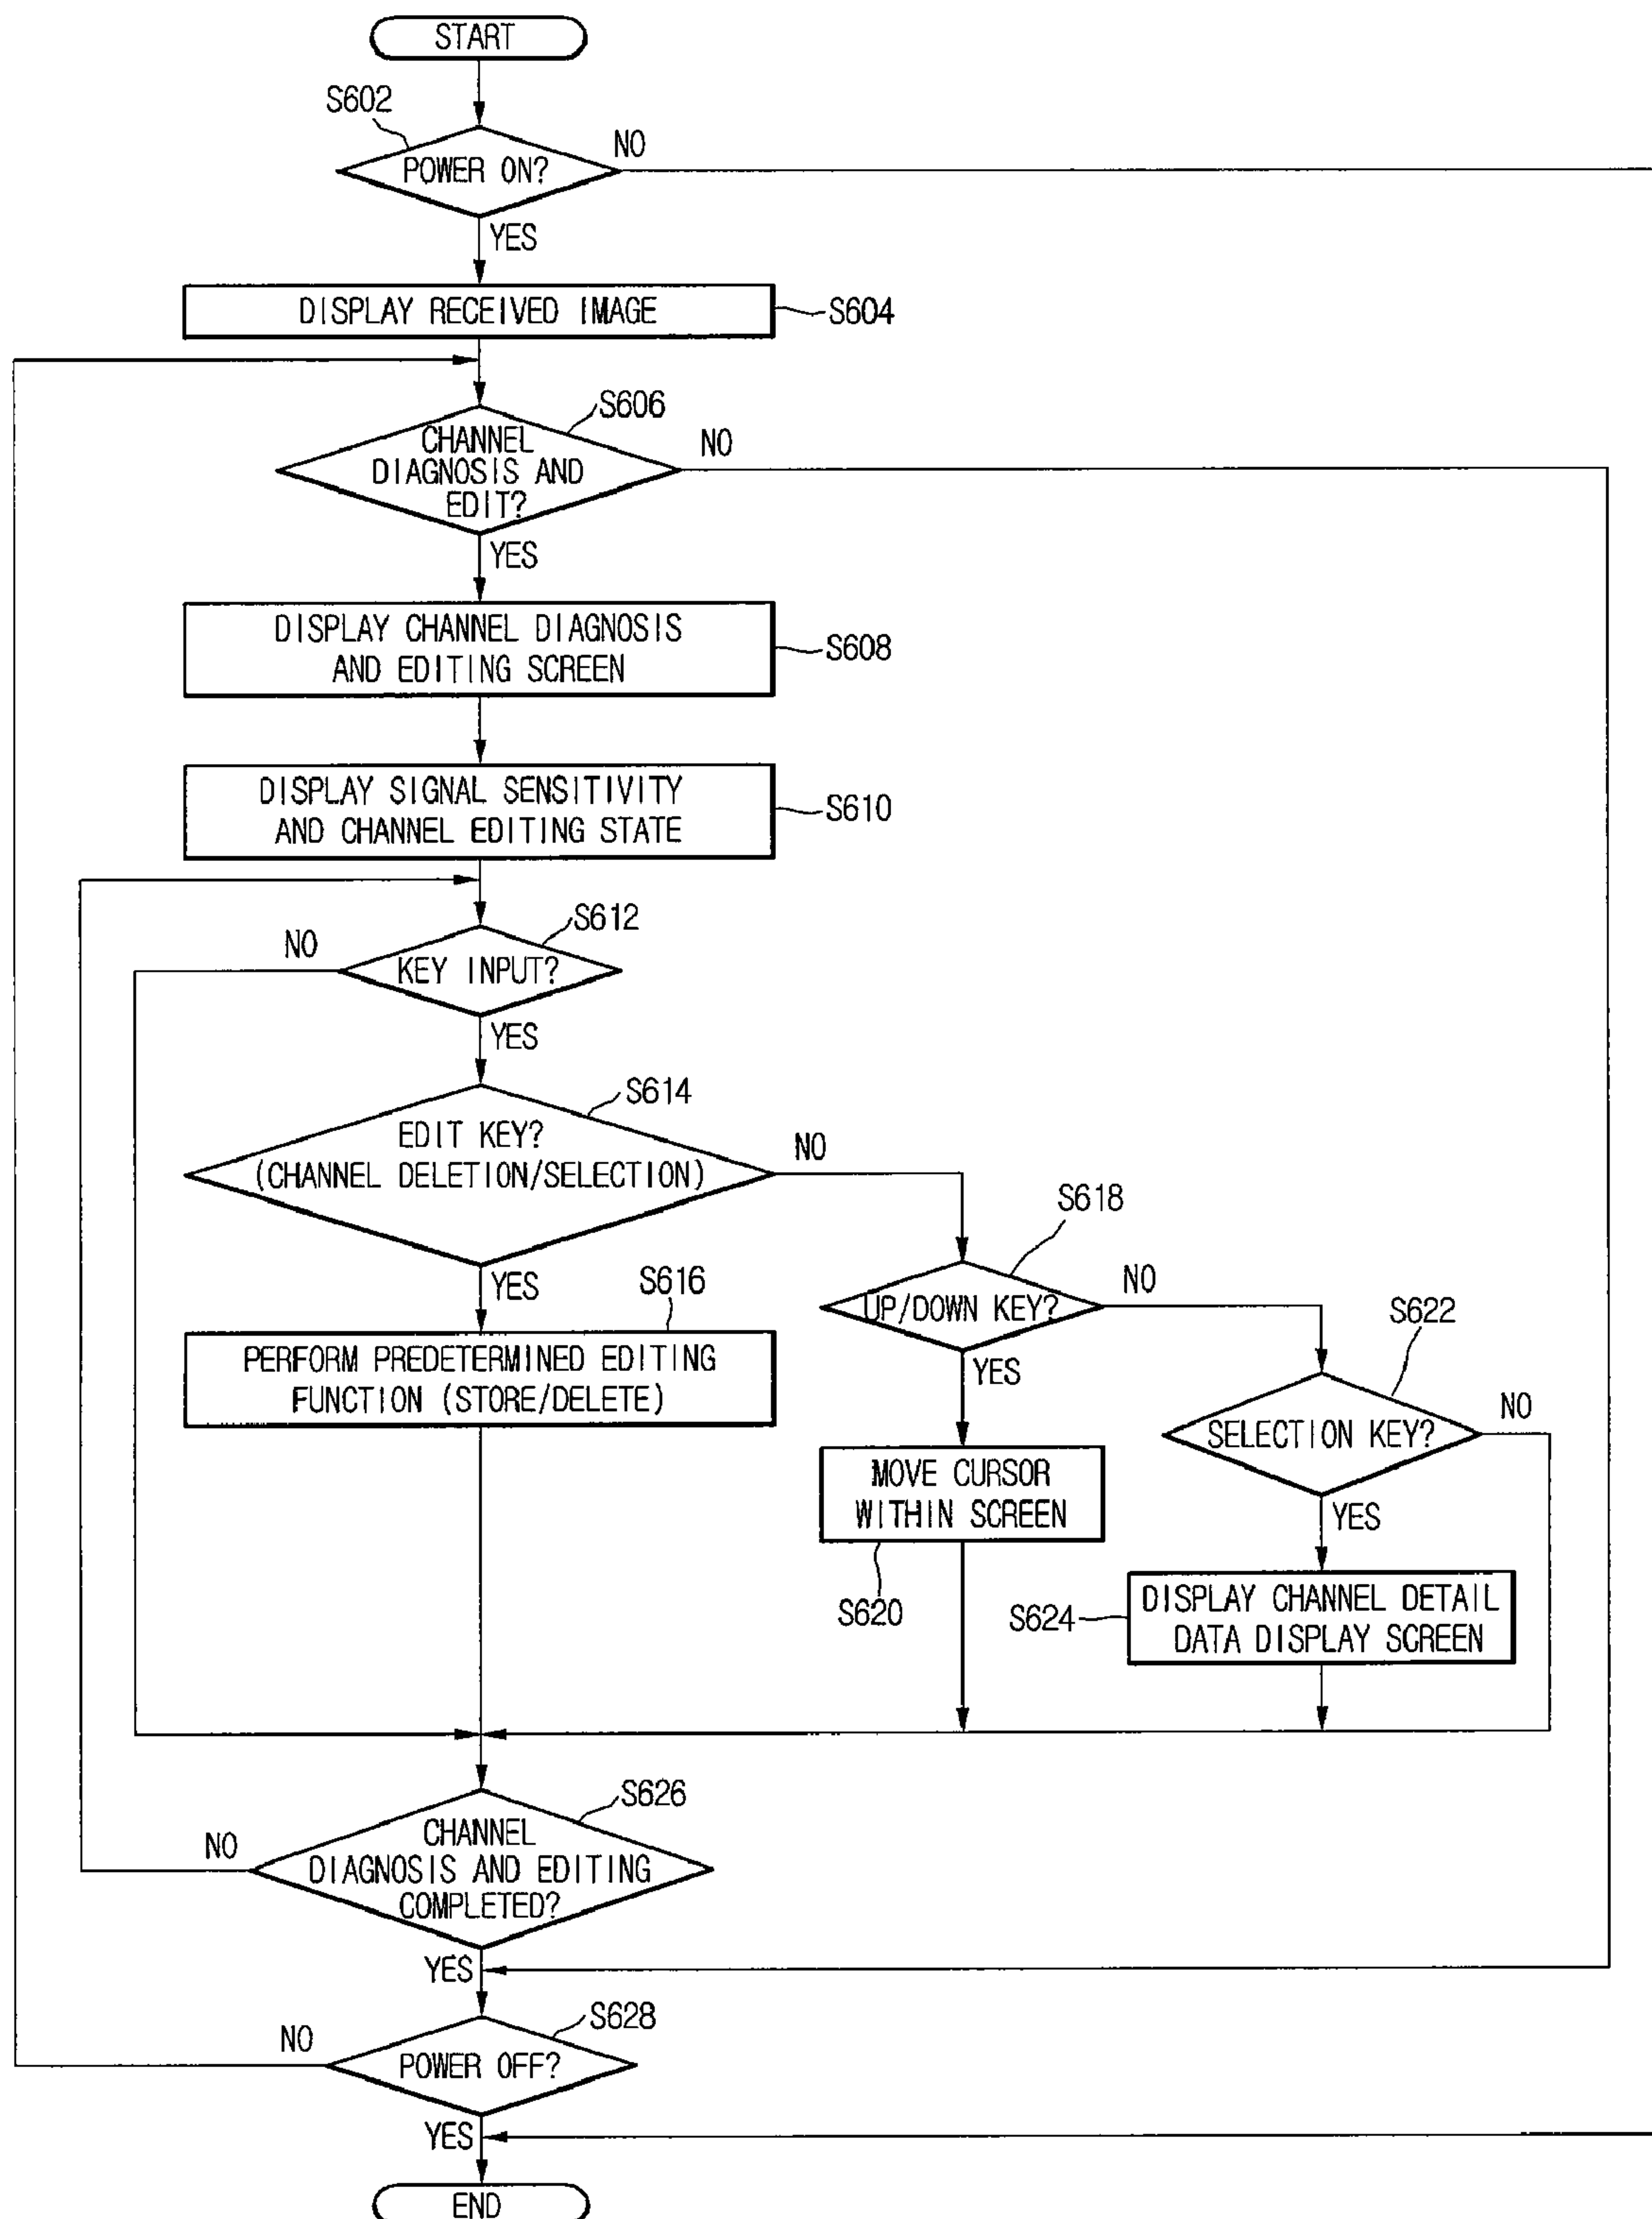 START
S602
POWER ON?
NO
YES
DISPLAY RECEIVED IMAGE
S604
S606
CHANNEL
DIAGNOSIS AND
EDIT?
NO
YES
DISPLAY CHANNEL DIAGNOSIS
AND EDITING SCREEN
S608
DISPLAY SIGNAL SENSITIVITY
AND CHANNEL EDITING STATE
S610
S612
NO
KEY INPUT?
YES
S614
EDIT KEY?
(CHANNEL DELETION/SELECTION)
NO
YES
S616
PERFORM PREDETERMINED EDITING
FUNCTION (STORE/DELETE)
S618
UP/DOWN KEY?
NO
YES
MOVE CURSOR
WITHIN SCREEN
S620
S622
SELECTION KEY?
NO
YES
S624
DISPLAY CHANNEL DETAIL
DATA DISPLAY SCREEN
S626
CHANNEL
DIAGNOSIS AND EDITING
COMPLETED?
NO
YES
S628
NO
POWER OFF?
YES
END